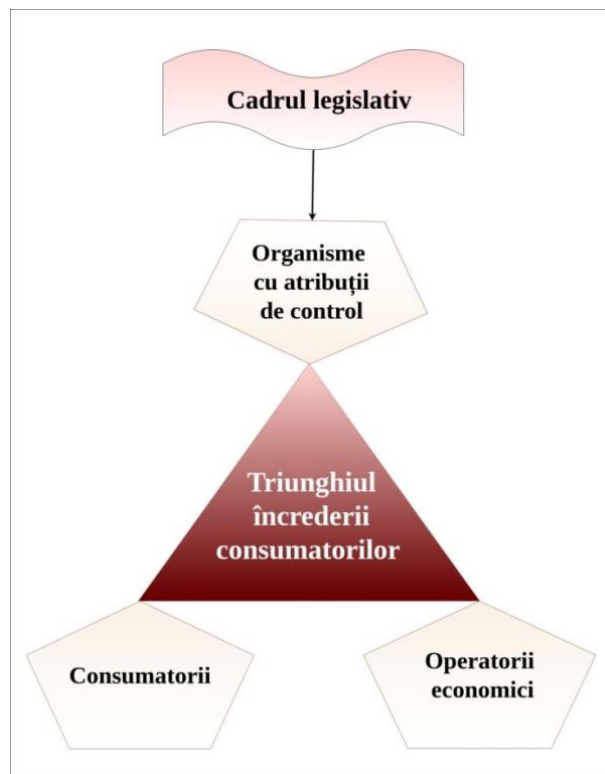 Cadrul legislativ
Organisme
cu atribuții
de control
Triunghiul
încrederii
consumatorilor
Consumatorii
Operatorii
economici